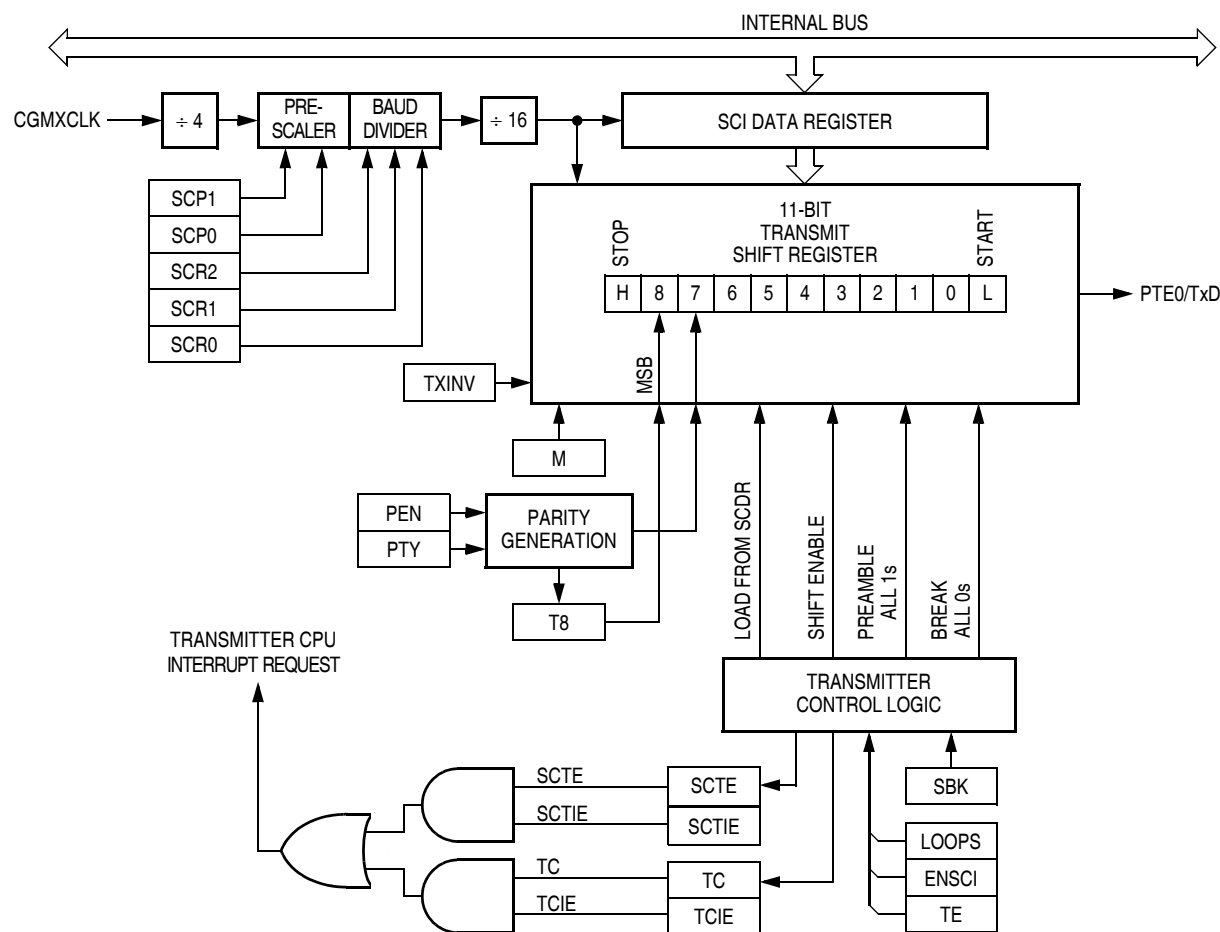 INTERNAL BUS
CGMXCLK
÷ 4
PRE-
SCALER
BAUD
DIVIDER
÷ 16
SCI DATA REGISTER
SCP1
SCP0
SCR2
SCR1
SCR0
11-BIT
TRANSMIT
SHIFT REGISTER
STOP
START
H 8 7 6 5 4 3 2 1 0 L
PTE0/TxD
MSB
TXINV
M
PEN
PTY
PARITY
GENERATION
T8
LOAD FROM SCDR
SHIFT ENABLE
PREAMBLE
ALL 1s
BREAK
ALL 0s
TRANSMITTER CPU
INTERRUPT REQUEST
TRANSMITTER
CONTROL LOGIC
SCTE
SCTE
SCTIE
SCTIE
SBK
LOOPS
ENSCI
TE
TC
TC
TCIE
TCIE